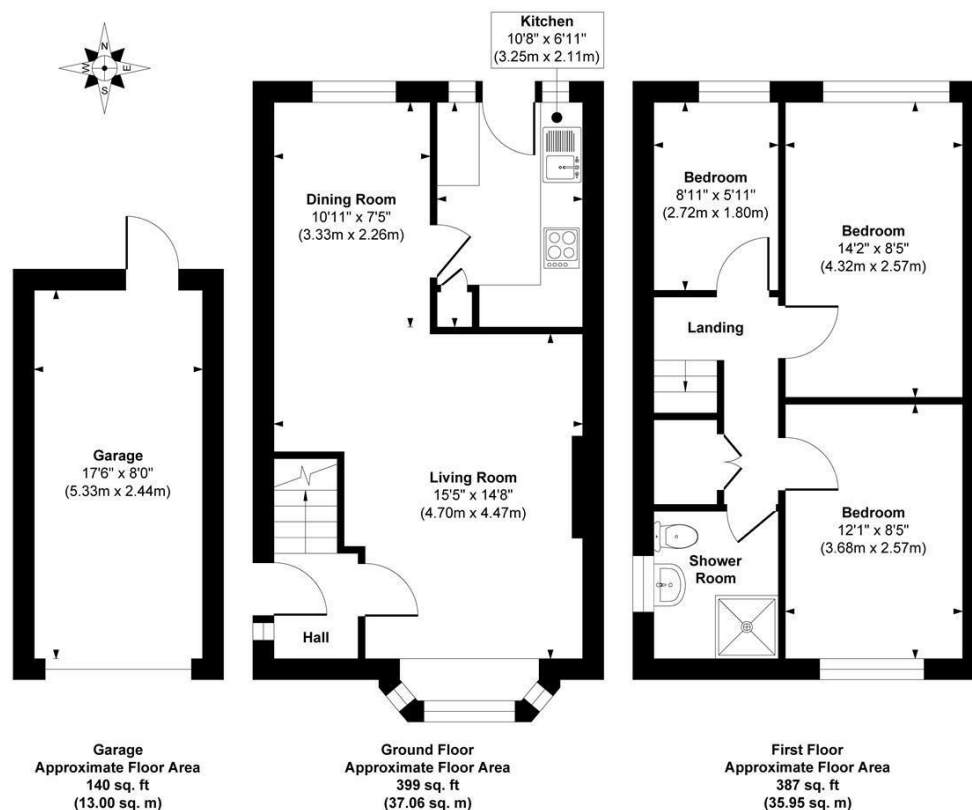 Kitchen
10'8" x 6'11"
(3.25m x 2.11m)
N
W
E
S
Dining Room
10'11" x 7'5"
(3.33m x 2.26m)
Bedroom
8'11" x 5'11"
(2.72m x 1.80m)
Bedroom
14'2" x 8'5"
(4.32m x 2.57m)
Landing
Garage
17'6" x 8'0"
(5.33m x 2.44m)
Living Room
15'5" x 14'8"
(4.70m x 4.47m)
Bedroom
12'1" x 8'5"
(3.68m x 2.57m)
Shower
Room
Hall
Garage
Approximate Floor Area
140 sq. ft
(13.00 sq. m)
Ground Floor
Approximate Floor Area
399 sq. ft
(37.06 sq. m)
First Floor
Approximate Floor Area
387 sq. ft
(35.95 sq. m)